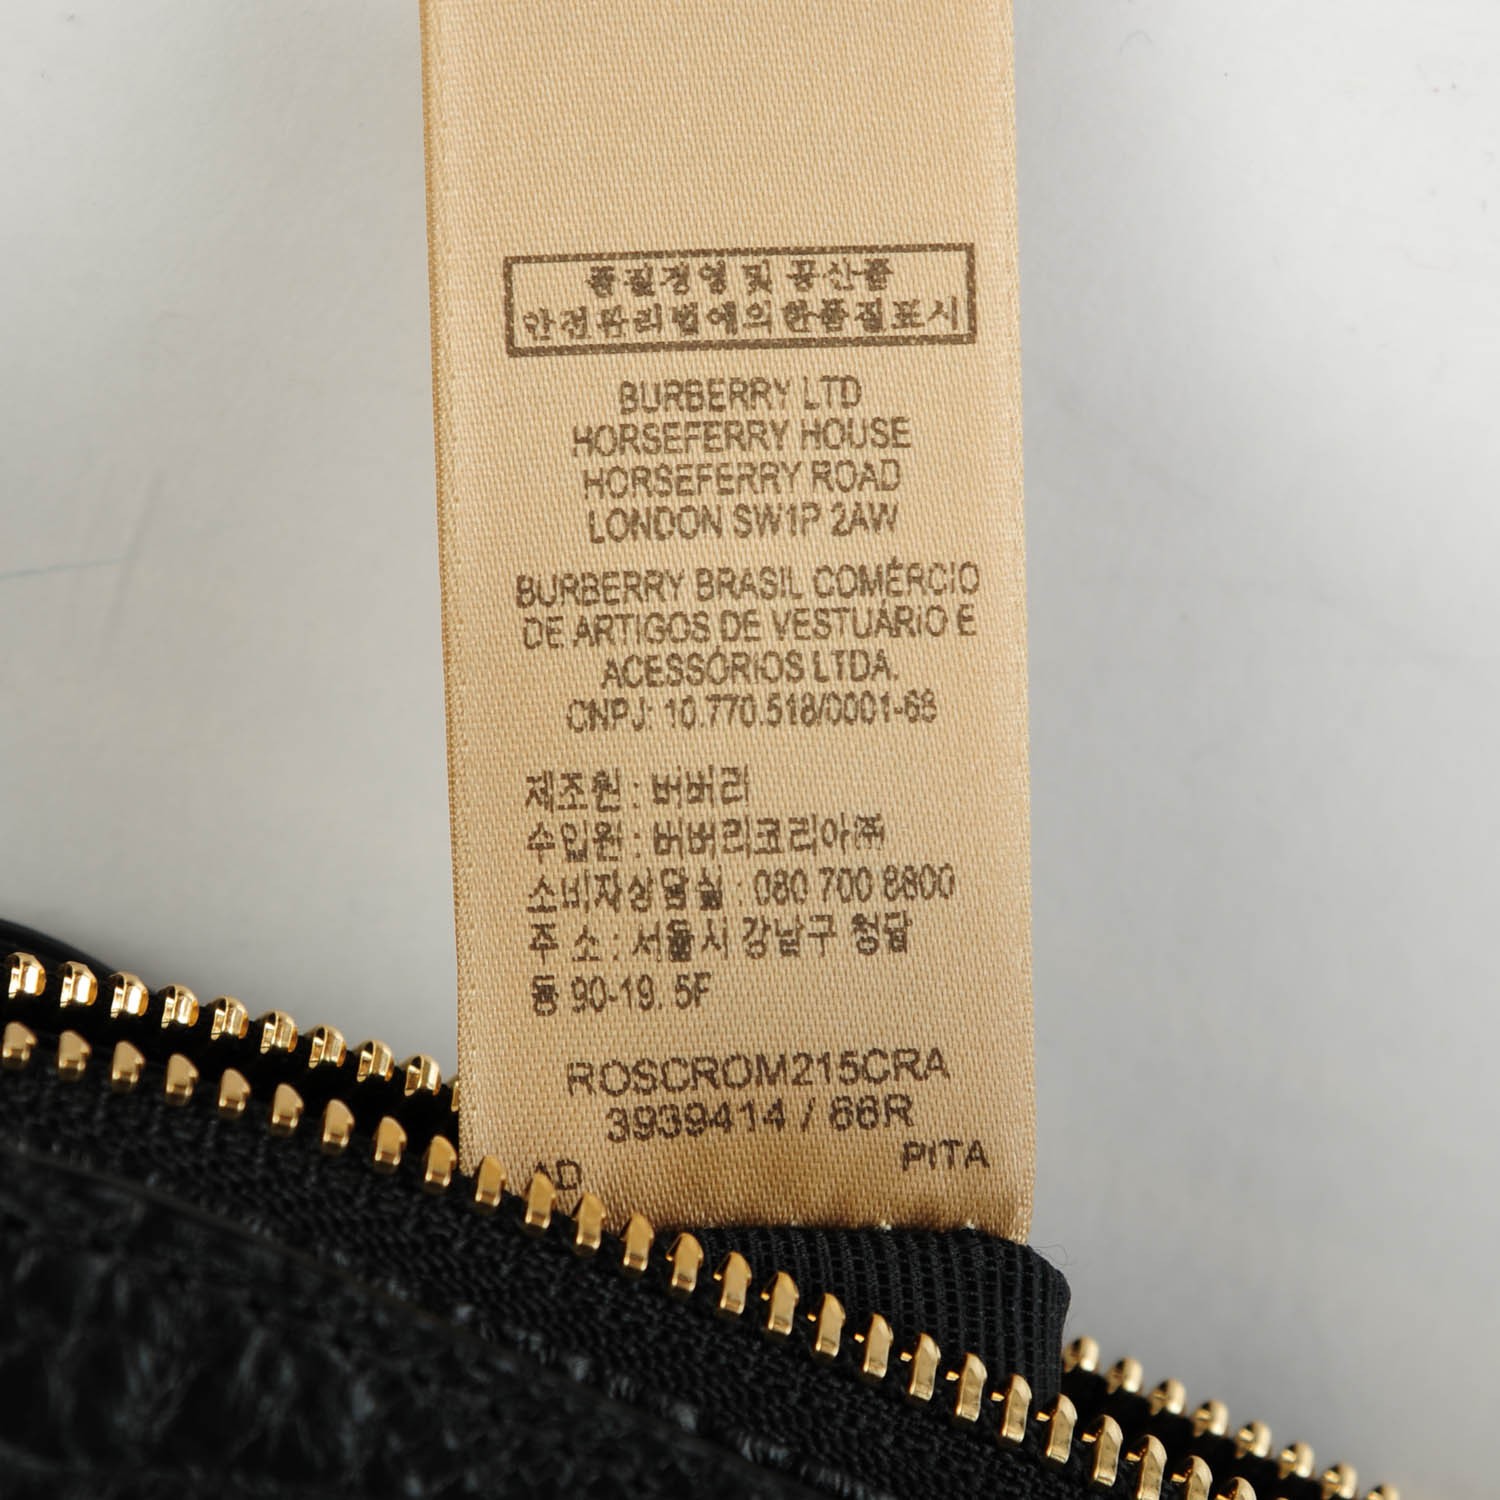 품질경영 및 공산품
안전관리법에의한품질표시
BURBERRY LTD
HORSEFERRY HOUSE
HORSEFERRY ROAD
LONDON SW1P 2AW
BURBERRY BRASIL COMÉRCIO
DE ARTIGOS DE VESTUÁRIO E
ACESSÓRIOS LTDA.
CNPJ: 10.770.518/0001-68
제조원 : 버버리
수입원 : 버버리코리아㈜
소비자상담실 : 080 700 8800
주 소 : 서울시 강남구 청담
동 90-19. 5F
ROSCROM215CRA
3939414 / 66R
PITA